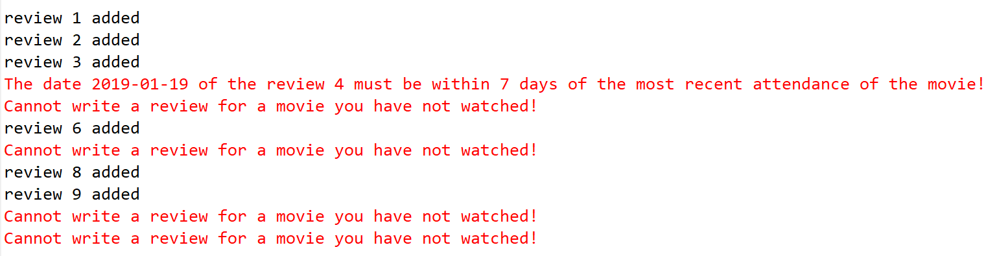 review 1 added
review 2 added
review 3 added
The date 2019-01-19 of the review 4 must be within 7 days of the most recent attendance of the movie!
Cannot write a review for a movie you have not watched!
review 6 added
Cannot write a review for a movie you have not watched!
review 8 added
review 9 added
Cannot write a review for a movie you have not watched!
Cannot write a review for a movie you have not watched!